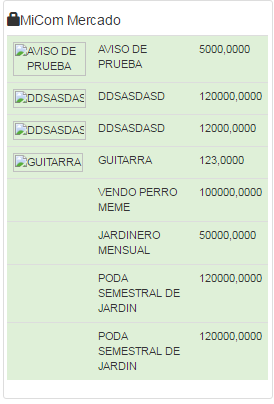 MiCom Mercado
AVISO DE
PRUEBA
AVISO DE
PRUEBA
5000,0000
DDSASDAS
DDSASDASD
120000,0000
DDSASDAS
DDSASDASD
12000,0000
GUITARRA
GUITARRA
123,0000
VENDO PERRO
MEME
100000,0000
JARDINERO
MENSUAL
50000,0000
PODA
SEMESTRAL DE
JARDIN
120000,0000
PODA
SEMESTRAL DE
JARDIN
120000,0000